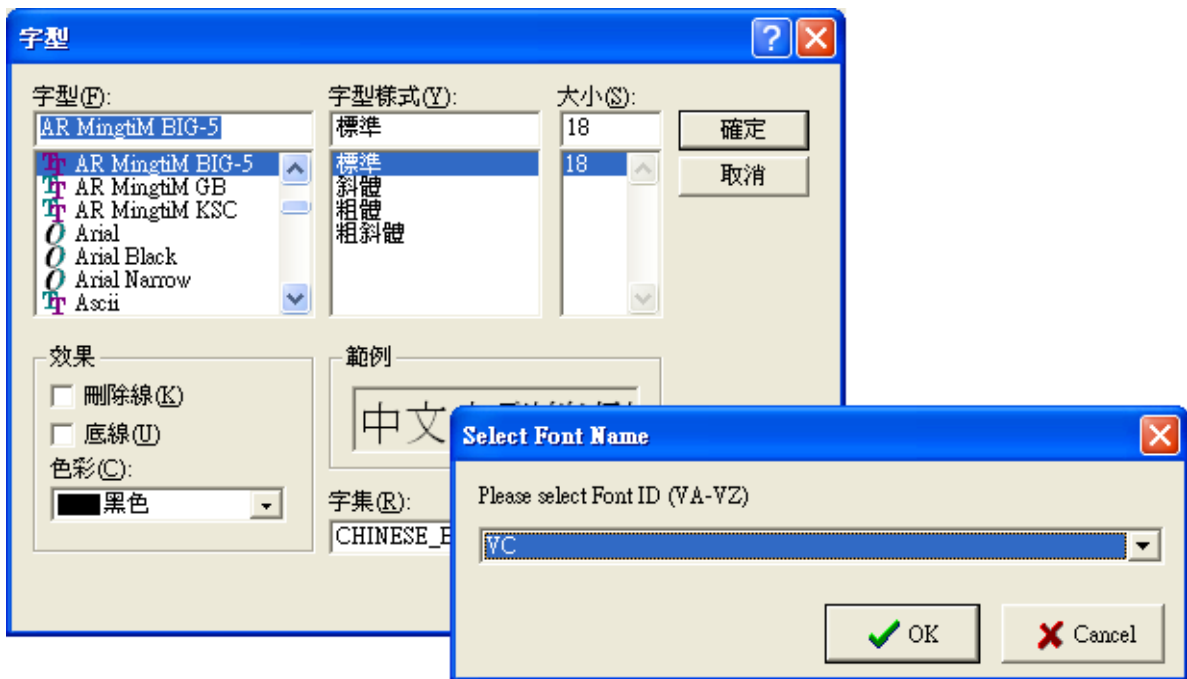 字型
字型(F):
字型樣式(Y):
大小(S):
AR MingtiM BIG-5
標準
18
確定
AR MingtiM BIG-5
AR MingtiM GB
AR MingtiM KSC
Arial
Arial Black
Arial Narrow
Ascii
標準
斜體
粗體
粗斜體
18
取消
效果
刪除線(K)
底線(U)
色彩(C):
黑色
範例
中文
字集(R):
CHINESE_
Select Font Name
Please select Font ID (VA-VZ)
VC
OK
Cancel